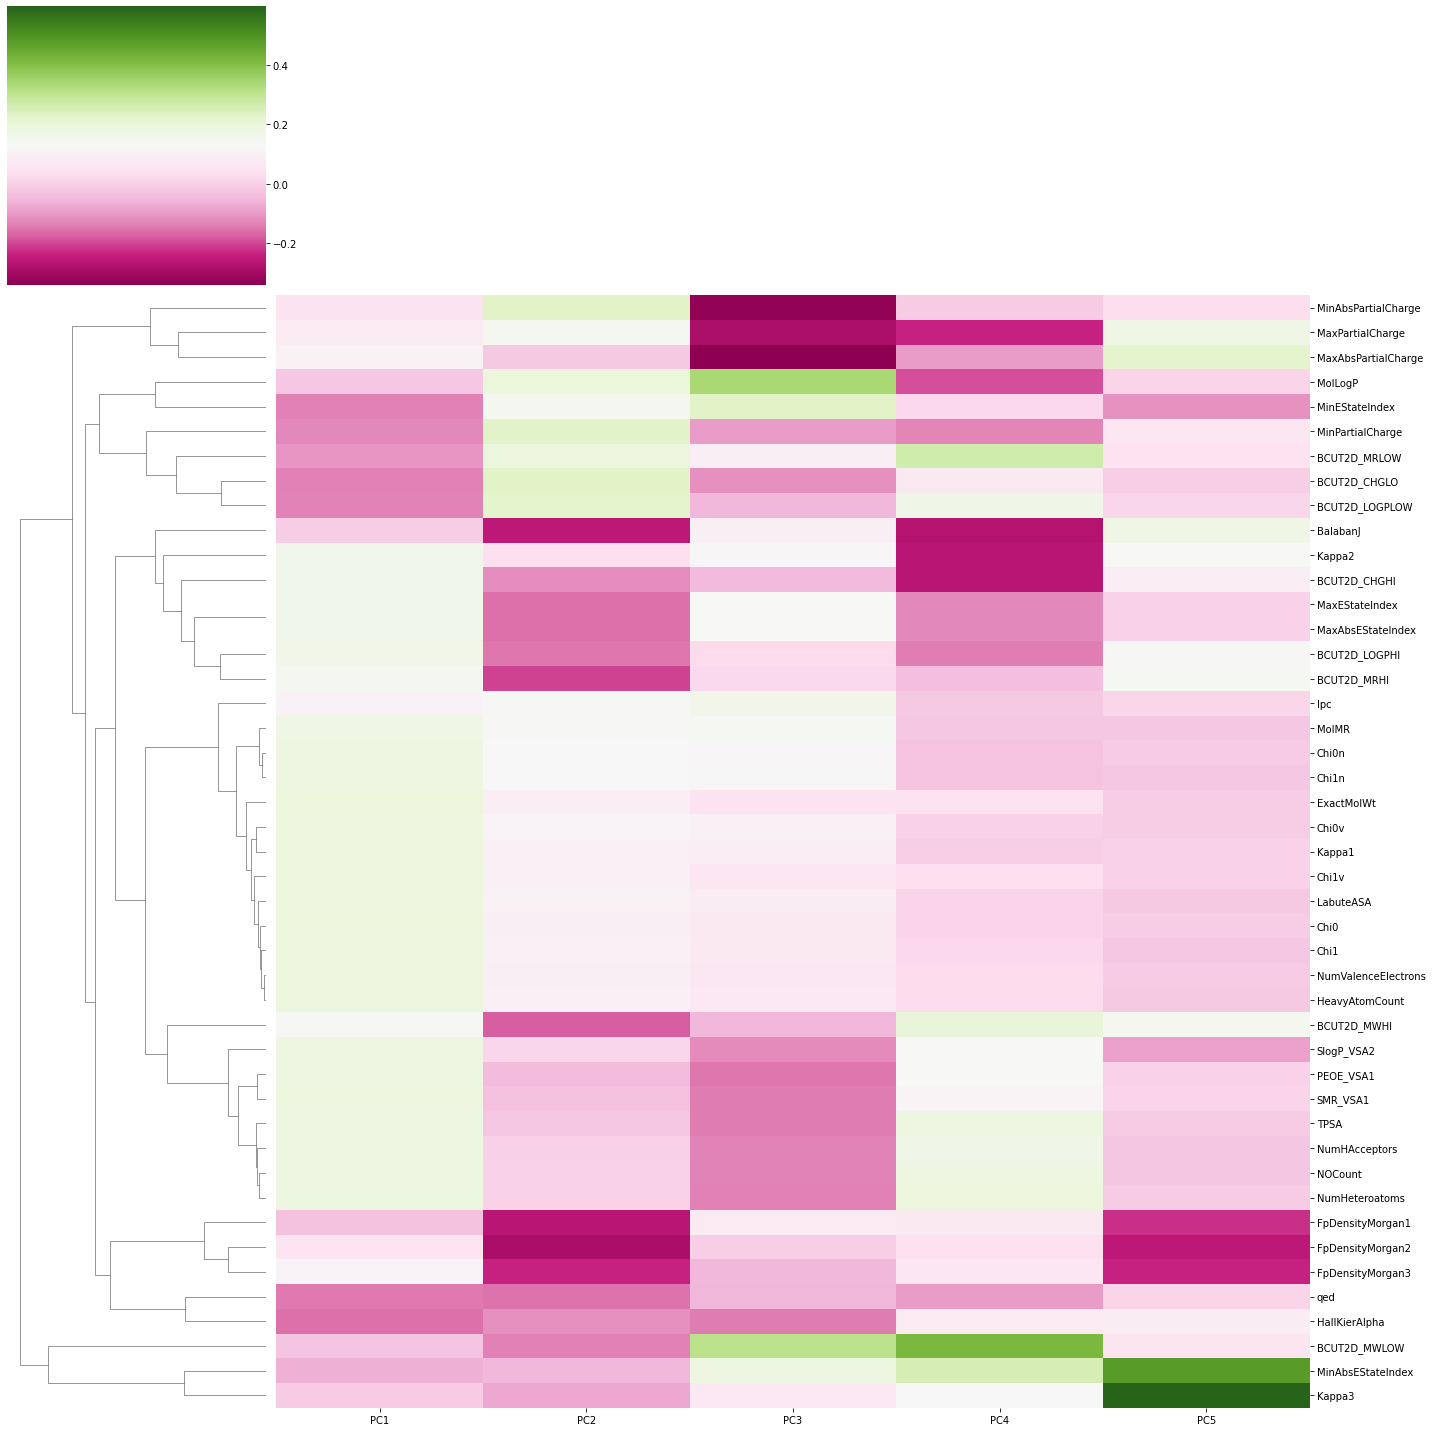 0.4
0.2
0.0
−0.2
MinAbsPartialCharge
MaxPartialCharge
MaxAbsPartialCharge
MolLogP
MinEStateIndex
MinPartialCharge
BCUT2D_MRLOW
BCUT2D_CHGLO
BCUT2D_LOGPLOW
BalabanJ
Kappa2
BCUT2D_CHGHI
MaxEStateIndex
MaxAbsEStateIndex
BCUT2D_LOGPHI
BCUT2D_MRHI
Ipc
MolMR
Chi0n
Chi1n
ExactMolWt
Chi0v
Kappa1
Chi1v
LabuteASA
Chi0
Chi1
NumValenceElectrons
HeavyAtomCount
BCUT2D_MWHI
SlogP_VSA2
PEOE_VSA1
SMR_VSA1
TPSA
NumHAcceptors
NOCount
NumHeteroatoms
FpDensityMorgan1
FpDensityMorgan2
FpDensityMorgan3
qed
HallKierAlpha
BCUT2D_MWLOW
MinAbsEStateIndex
Kappa3
PC1 PC2 PC3 PC4 PC5